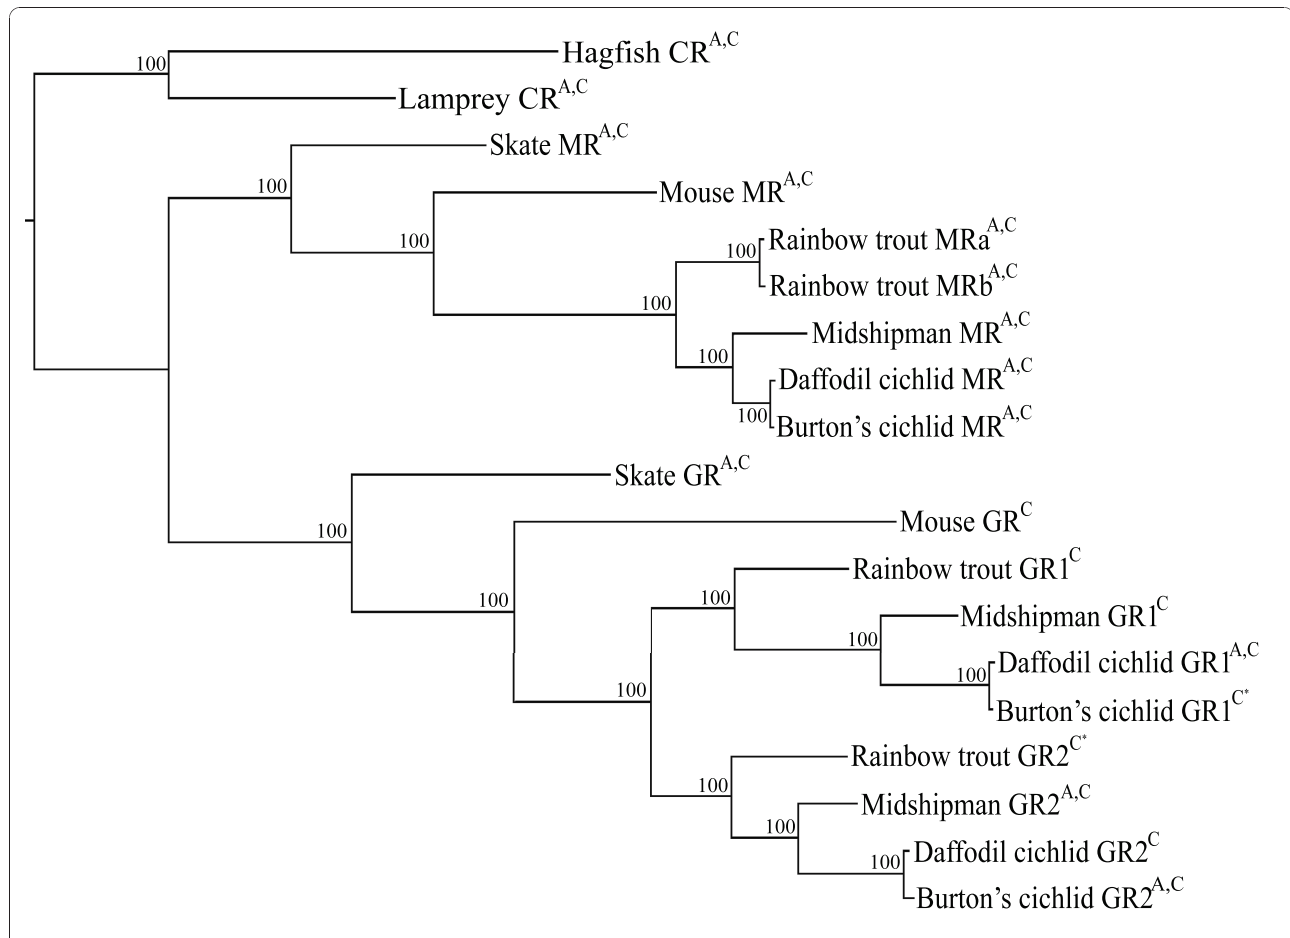 Hagfish CR^A,C
100
Lamprey CR^A,C
Skate MR^A,C
100
Mouse MR^A,C
100
Rainbow trout MRa^A,C
100
Rainbow trout MRb^A,C
100
Midshipman MR^A,C
100
Daffodil cichlid MR^A,C
100
Burton's cichlid MR^A,C
Skate GR^A,C
100
Mouse GR^C
100
Rainbow trout GR1^C
100
Midshipman GR1^C
100
Daffodil cichlid GR1^A,C
100
Burton's cichlid GR1^C*
100
Rainbow trout GR2^C*
100
Midshipman GR2^A,C
100
Daffodil cichlid GR2^C
100
Burton's cichlid GR2^A,C